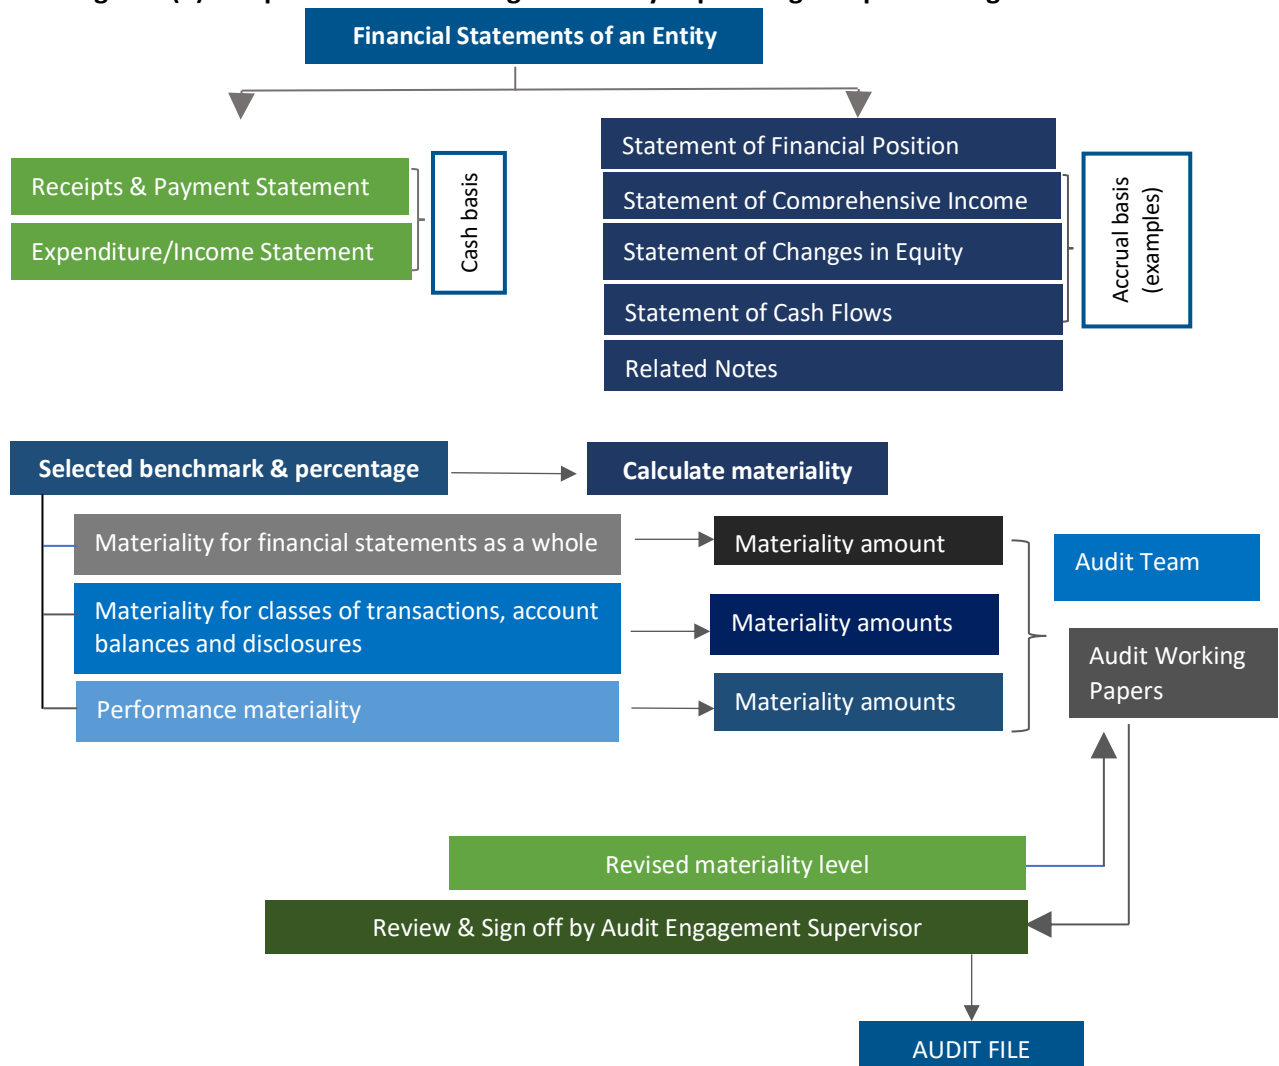 Financial Statements of an Entity
Statement of Financial Position
Receipts & Payment Statement
Cash basis
Statement of Comprehensive Income
Accrual basis
(examples)
Expenditure/Income Statement
Statement of Changes in Equity
Statement of Cash Flows
Related Notes
Selected benchmark & percentage
Calculate materiality
Materiality for financial statements as a whole
Materiality amount
Audit Team
Materiality for classes of transactions, account
balances and disclosures
Materiality amounts
Audit Working
Papers
Performance materiality
Materiality amounts
Revised materiality level
Review & Sign off by Audit Engagement Supervisor
AUDIT FILE